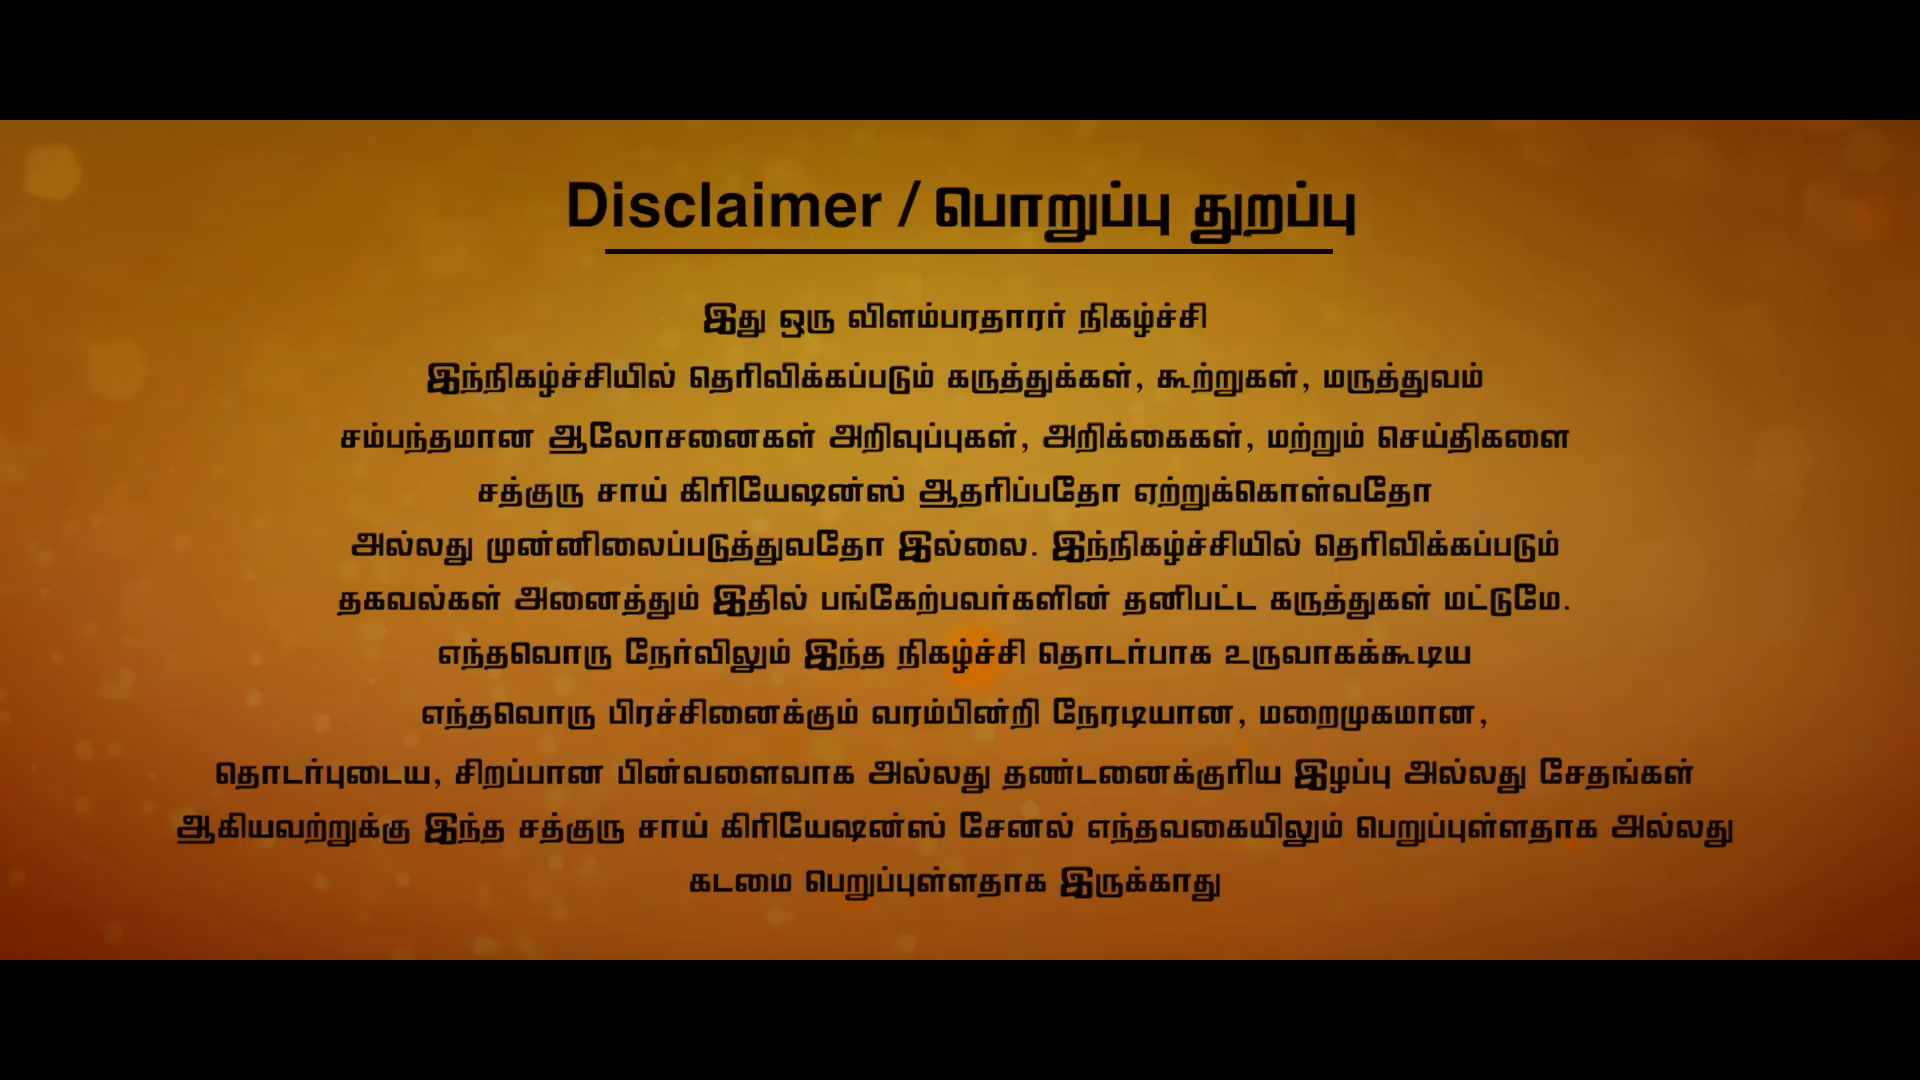 Disclaimer / பொறுப்பு துறப்பு
இது ஒரு விளம்பரதாரர் நிகழ்ச்சி
இந்நிகழ்ச்சியில் தெரிவிக்கப்படும் கருத்துக்கள், கூற்றுகள், மருத்துவம்
சம்பந்தமான ஆலோசனைகள் அறிவுப்புகள், அறிக்கைகள், மற்றும் செய்திகளை
சத்குரு சாய் கிரியேஷன்ஸ் ஆதரிப்பதோ ஏற்றுக்கொள்வதோ
அல்லது முன்னிலைப்படுத்துவதோ இல்லை. இந்நிகழ்ச்சியில் தெரிவிக்கப்படும்
தகவல்கள் அனைத்தும் இதில் பங்கேற்பவர்களின் தனிபட்ட கருத்துகள் மட்டுமே.
எந்தவொரு நேர்விலும் இந்த நிகழ்ச்சி தொடர்பாக உருவாகக்கூடிய
எந்தவொரு பிரச்சினைக்கும் வரம்பின்றி நேரடியான, மறைமுகமான,
தொடர்புடைய, சிறப்பான பின்வளைவாக அல்லது தண்டனைக்குரிய இழப்பு அல்லது சேதங்கள்
ஆகியவற்றுக்கு இந்த சத்குரு சாய் கிரியேஷன்ஸ் சேனல் எந்தவகையிலும் பெறுப்புள்ளதாக அல்லது
கடமை பெறுப்புள்ளதாக இருக்காது